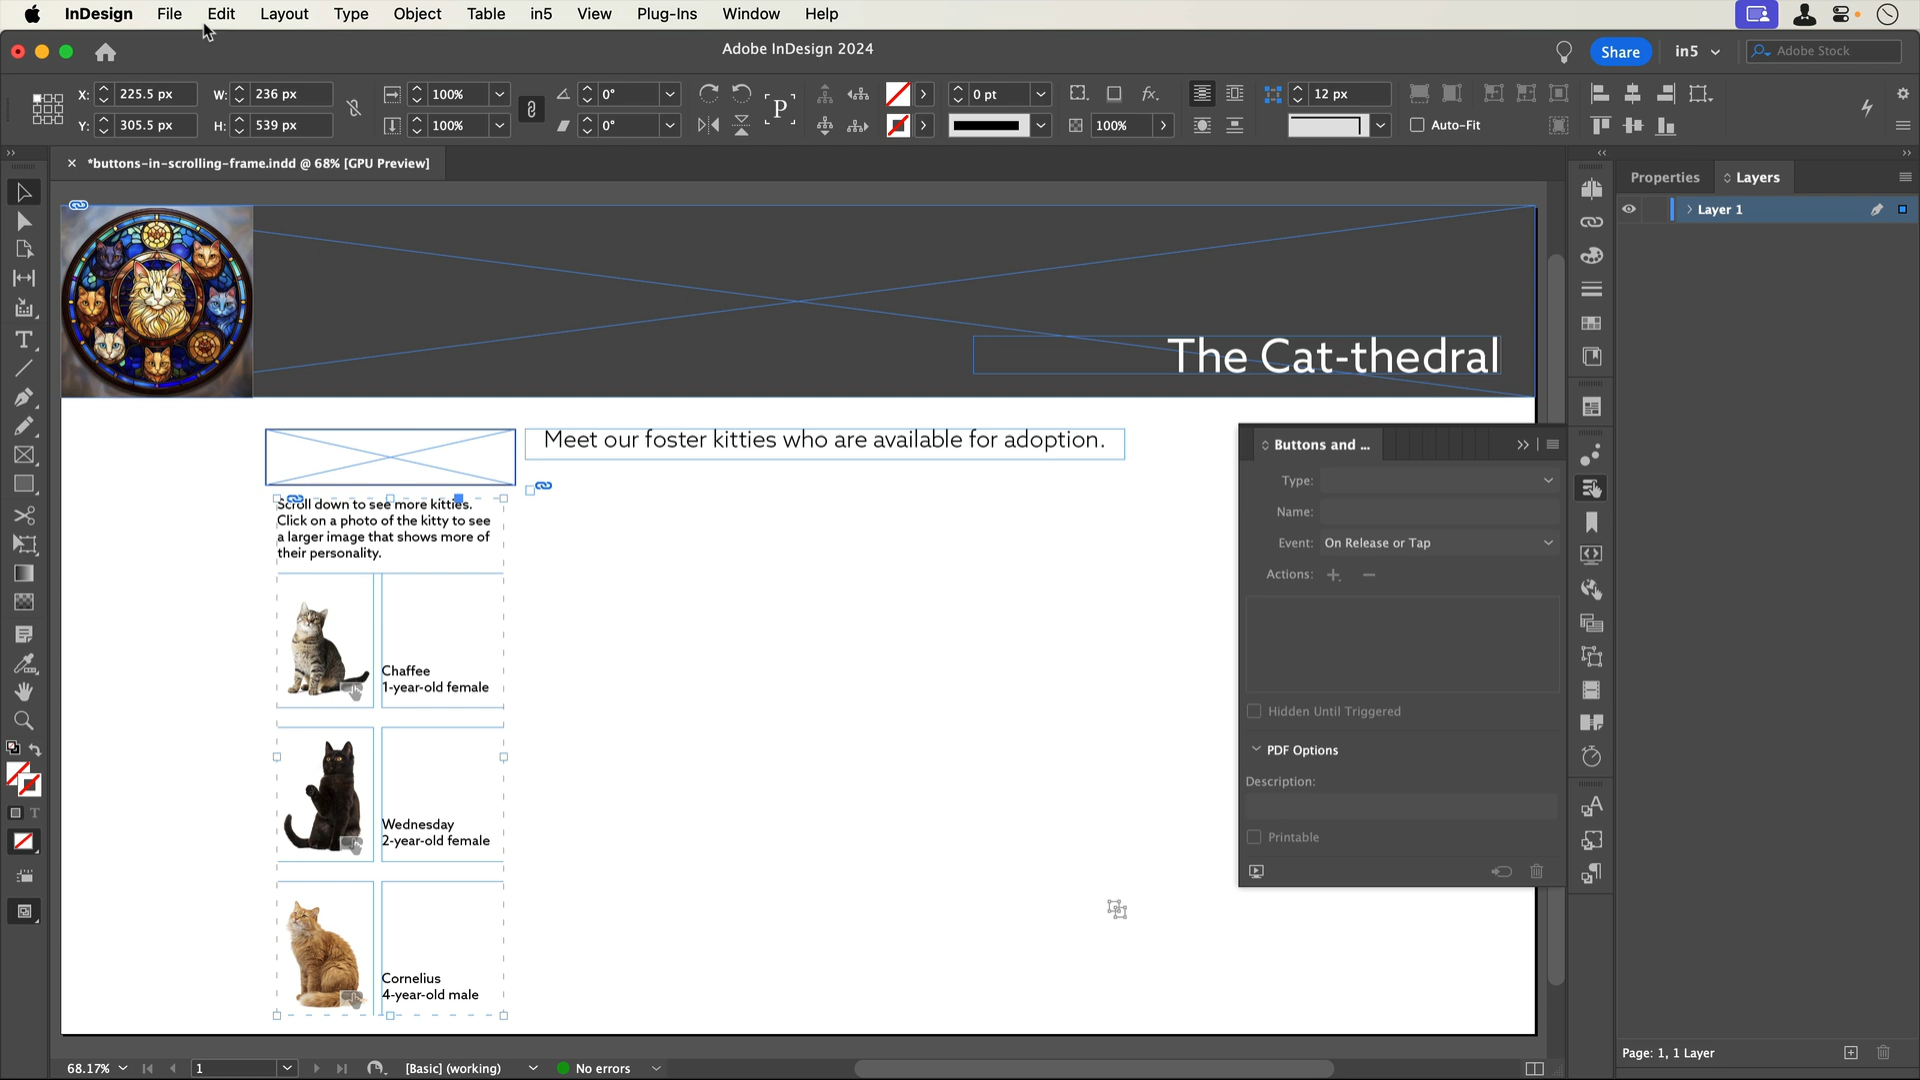 InDesign File Edit Layout Type Object Table in5 View Plug-Ins Window Help
Adobe InDesign 2024
Share
in5
Adobe Stock
X: 225.5 px W: 236 px 100% 0° 0 pt 12 px
Y: 305.5 px H: 539 px 100% 0° 100% Auto-Fit
P
fx
*buttons-in-scrolling-frame.indd @ 68% [GPU Preview]
Properties Layers
Layer 1
The Cat-thedral
Meet our foster kitties who are available for adoption.
Scroll down to see more kitties.
Click on a photo of the kitty to see
a larger image that shows more of
their personality.
Chaffee
1-year-old female
Wednesday
2-year-old female
Cornelius
4-year-old male
Buttons and ...
Type:
Name:
Event: On Release or Tap
Actions:
Hidden Until Triggered
PDF Options
Description:
Printable
68.17% 1 [Basic] (working) No errors
Page: 1, 1 Layer